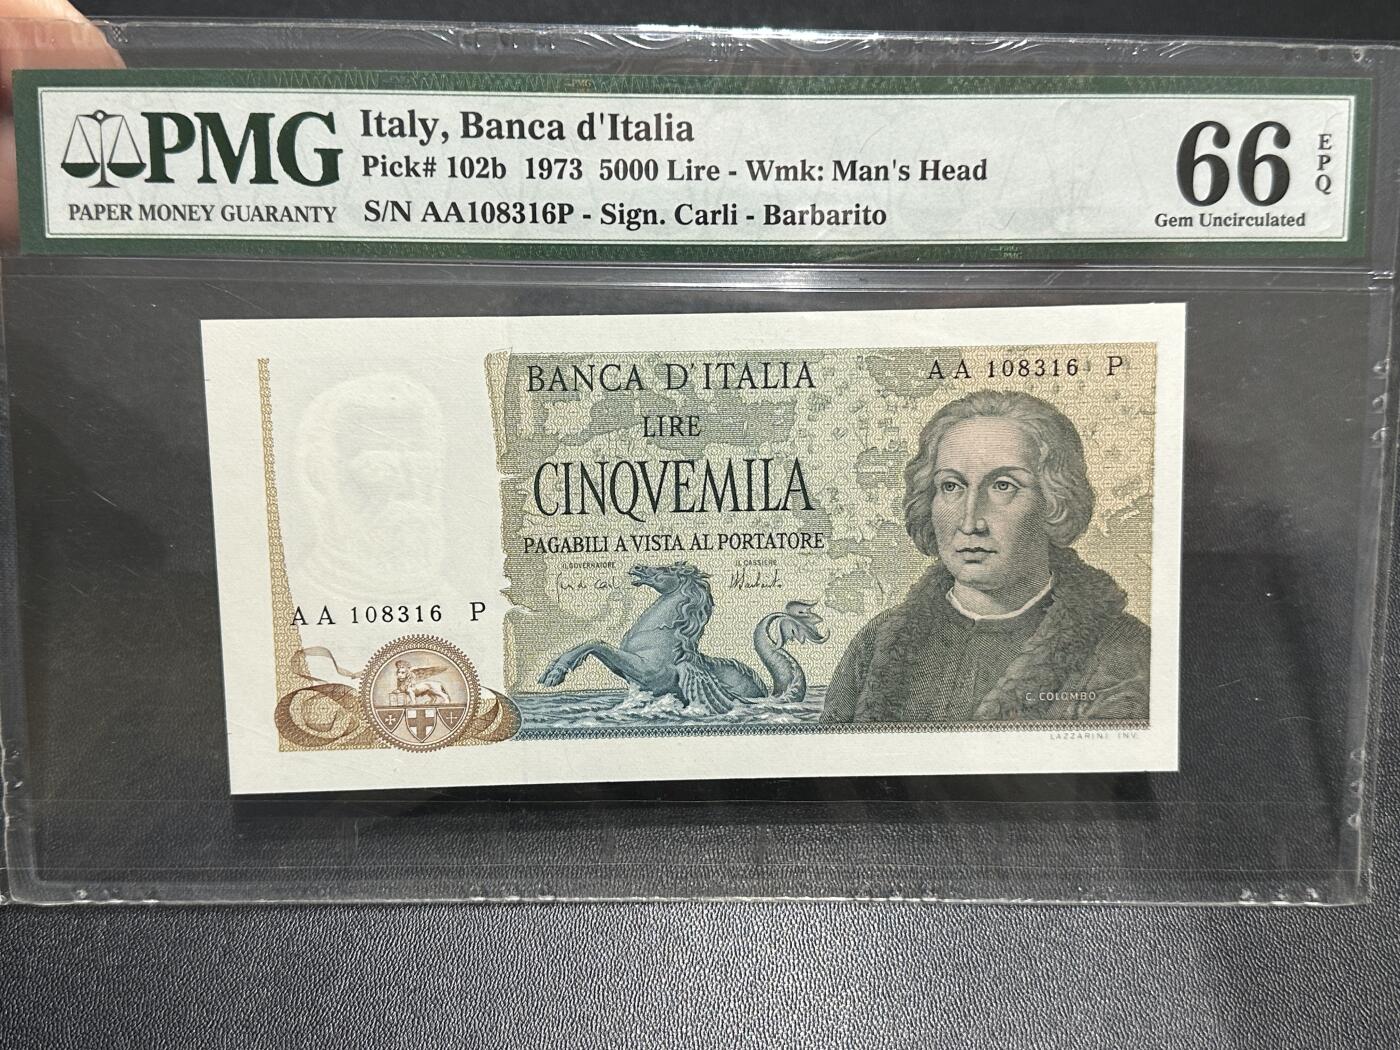 PMG
PAPER MONEY GUARANTY
Italy, Banca d'Italia
Pick# 102b 1973 5000 Lire - Wmk: Man's Head
S/N AA108316P - Sign. Carli - Barbarito
66
EPQ
Gem Uncirculated
BANCA D'ITALIA
AA 108316 P
LIRE
CINQVEMILA
PAGABILI A VISTA AL PORTATORE
IL GOVERNATORE
IL CASSIERE
AA 108316 P
C. COLOMBO
LAZZARINI INV.